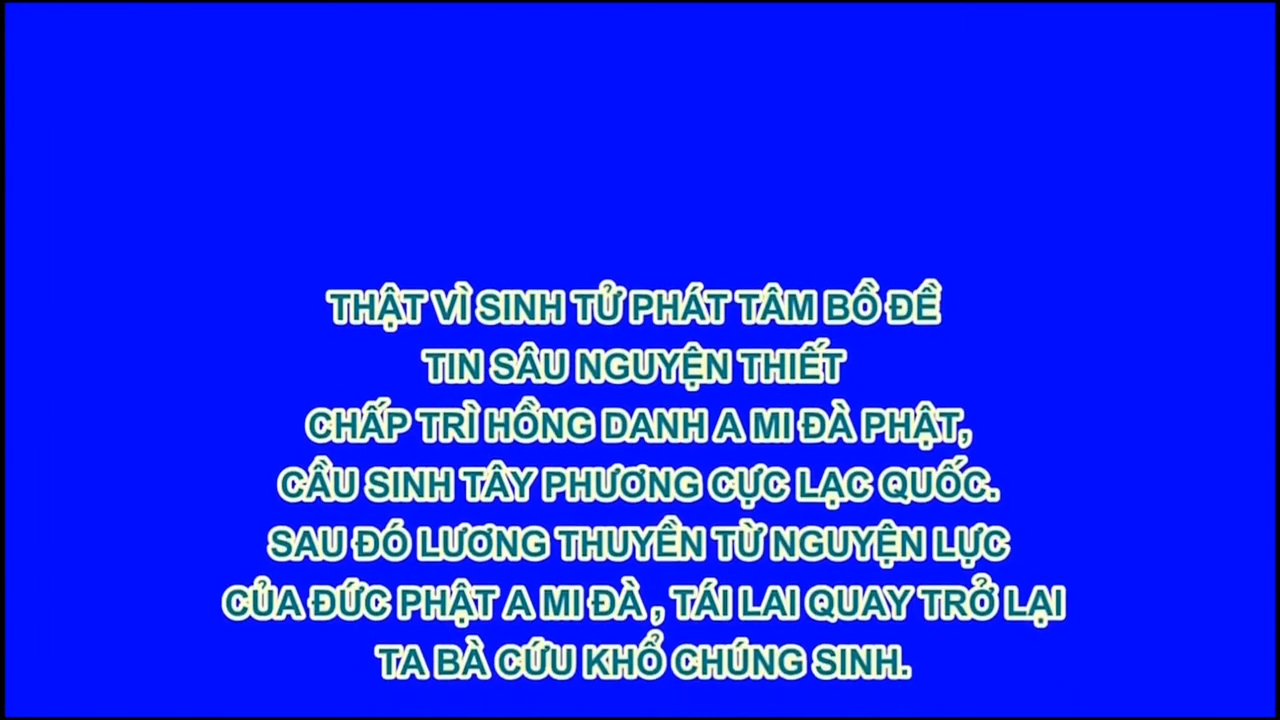 THẬT VÌ SINH TỬ PHÁT TÂM BỒ ĐỀ
TIN SÂU NGUYỆN THIẾT
CHẤP TRÌ HỒNG DANH A MI ĐÀ PHẬT,
CẦU SINH TÂY PHƯƠNG CỰC LẠC QUỐC.
SAU ĐÓ LƯƠNG THUYỀN TỪ NGUYỆN LỰC
CỦA ĐỨC PHẬT A MI ĐÀ , TÁI LAI QUAY TRỞ LẠI
TA BÀ CỨU KHỔ CHÚNG SINH.